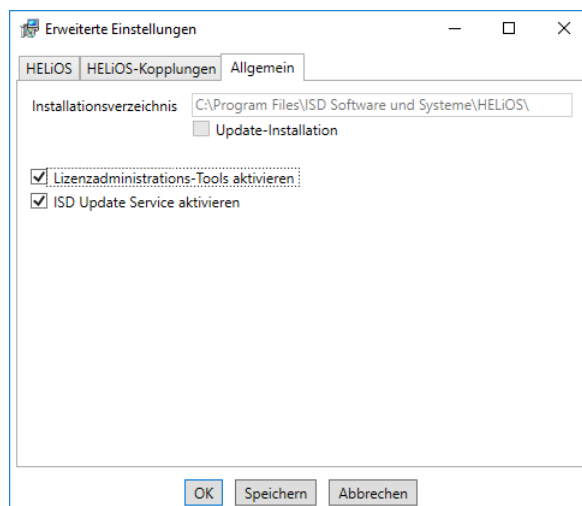 Erweiterte Einstellungen
HELiOS HELiOS-Kopplungen Allgemein
Installationsverzeichnis C:\Program Files\ISD Software und Systeme\HELiOS\
Update-Installation
Lizenzadministrations-Tools aktivieren
ISD Update Service aktivieren
OK Speichern Abbrechen